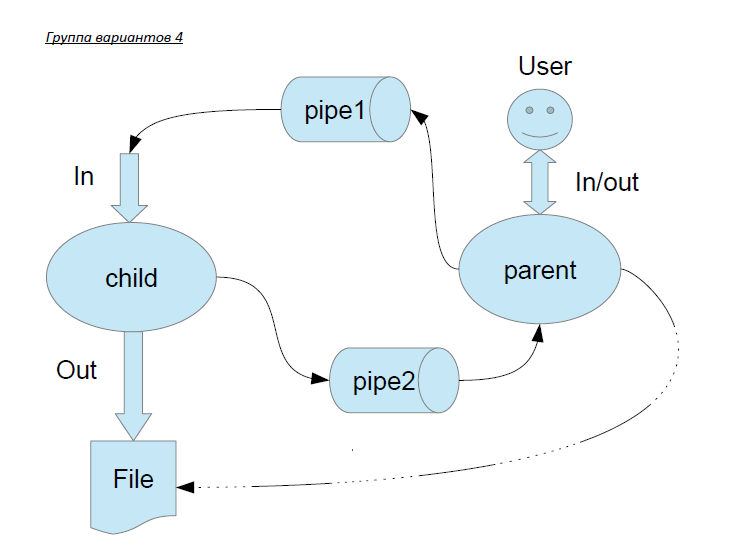 Группа вариантов 4
User
pipe1
In
In/out
child
parent
Out
pipe2
File